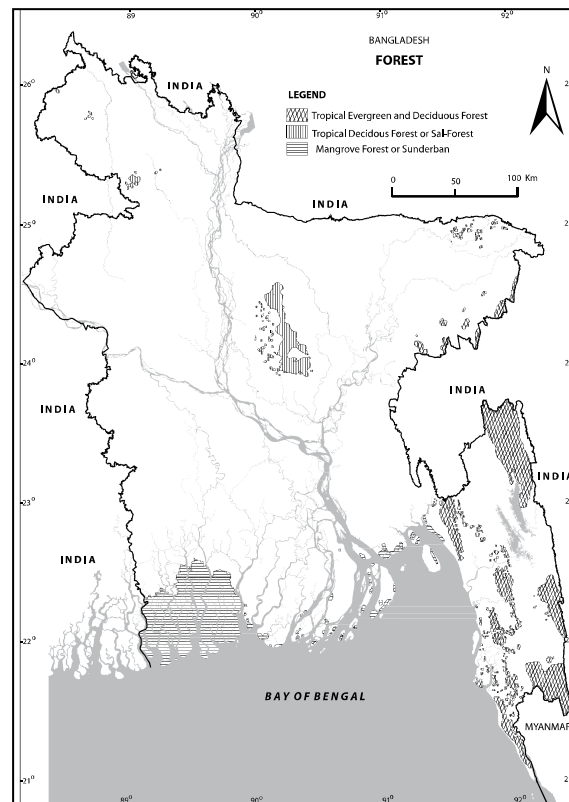 89
90
91
92
BANGLADESH
FOREST
N
26°
INDIA
LEGEND
Tropical Evergreen and Deciduous Forest
Tropical Decidous Forest or Sal-Forest
Mangrove Forest or Sunderban
0 50 100 Km
INDIA
INDIA
25°
24°
INDIA
INDIA
INDIA
23°
INDIA
22°
BAY OF BENGAL
MYANMAR
21°
89°
90°
91°
92°